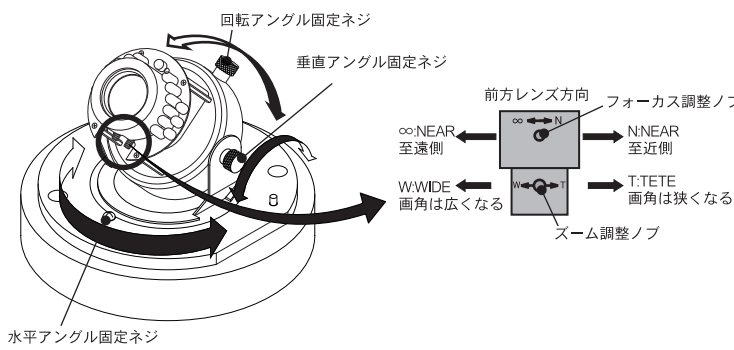 回転アングル固定ネジ
垂直アングル固定ネジ
前方レンズ方向
フォーカス調整ノブ
∞ N
∞:NEAR
至遠側
N:NEAR
至近側
W:WIDE
画角は広くなる
W T
T:TETE
画角は狭くなる
ズーム調整ノブ
水平アングル固定ネジ